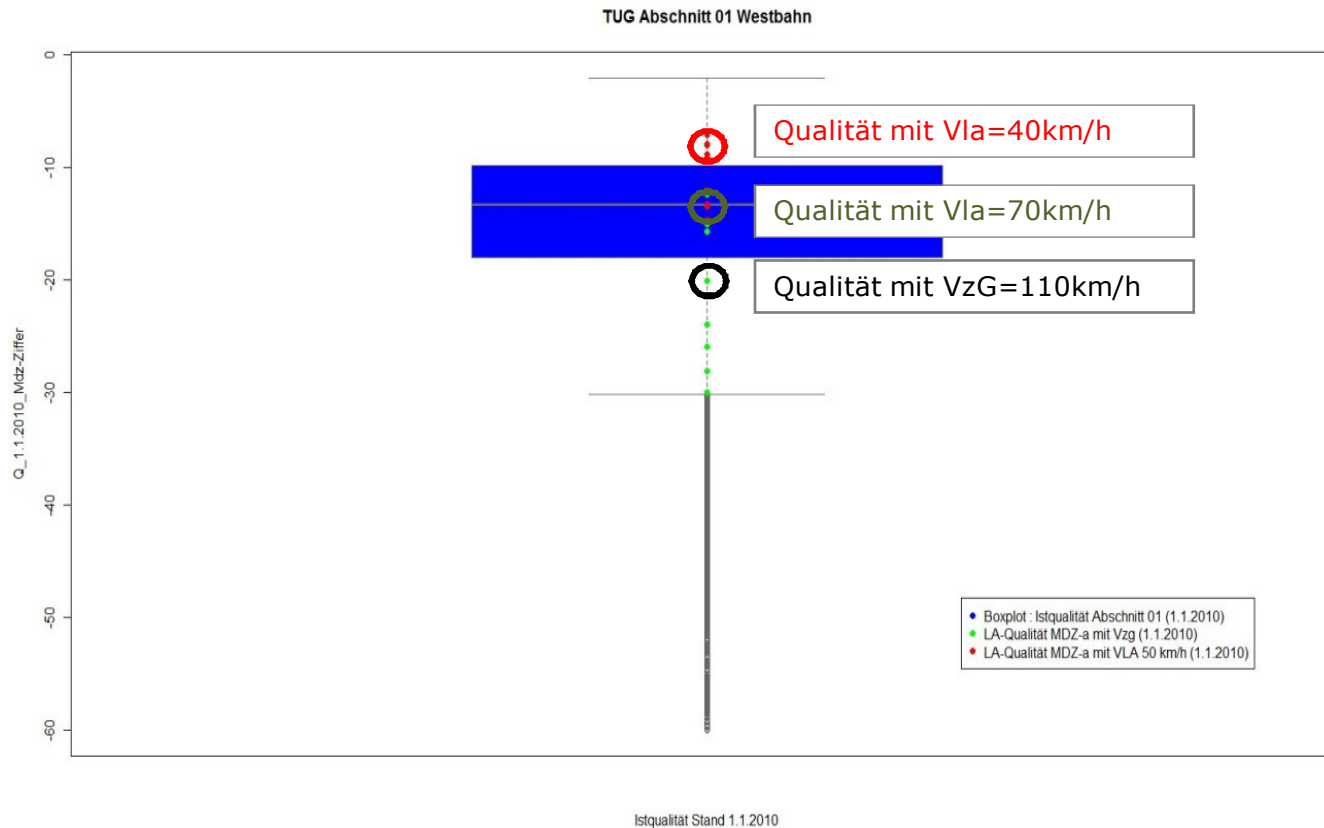 TUG Abschnitt 01 Westbahn
0
Qualität mit Vla=40km/h
-10
Qualität mit Vla=70km/h
-20
Qualität mit VzG=110km/h
-30
Q_1.1.2010_Mdz-Ziffer
-40
-50
Boxplot : Istqualität Abschnitt 01 (1.1.2010)
LA-Qualität MDZ-a mit Vzg (1.1.2010)
LA-Qualität MDZ-a mit VLA 50 km/h (1.1.2010)
-60
Istqualität Stand 1.1.2010